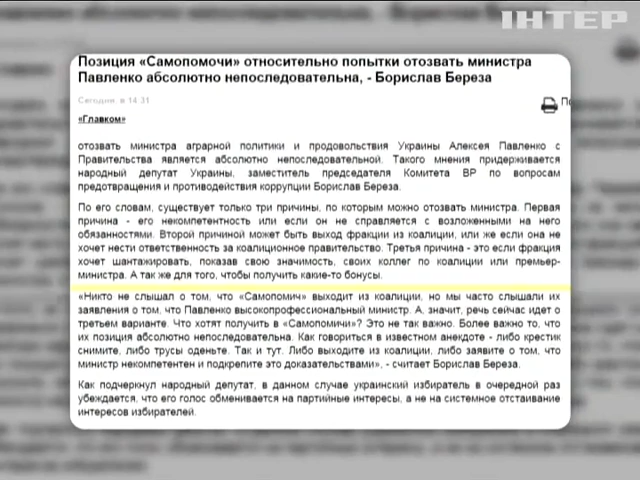 ІНТЕР
Позиция «Самопомочи» относительно попытки отозвать министра
Павленко абсолютно непоследовательна, - Борислав Береза
Сегодня, в 14:31
«Главком»
отозвать министра аграрной политики и продовольствия Украины Алексея Павленко с
Правительства является абсолютно непоследовательной. Такого мнения придерживается
народный депутат Украины, заместитель председателя Комитета ВР по вопросам
предотвращения и противодействия коррупции Борислав Береза.
По его словам, существует только три причины, по которым можно отозвать министра. Первая
причина - его некомпетентность или если он не справляется с возложенными на него
обязанностями. Второй причиной может быть выход фракции из коалиции, или же если она не
хочет нести ответственность за коалиционное правительство. Третья причина - это если фракция
хочет шантажировать, показав свою значимость, своих коллег по коалиции или премьер-
министра. А так же для того, чтобы получить какие-то бонусы.
«Никто не слышал о том, что «Самопомич» выходит из коалиции, но мы часто слышали их
заявления о том, что Павленко высокопрофессиональный министр. А, значит, речь сейчас идет о
третьем варианте. Что хотят получить в «Самопомичи»? Это не так важно. Более важно то, что
их позиция абсолютно непоследовательна. Как говориться в известном анекдоте - либо крестик
снимите, либо трусы оденьте. Так и тут. Либо выходите из коалиции, либо заявите о том, что
министр некомпетентен и подкрепите это доказательствами», - считает Борислав Береза.
Как подчеркнул народный депутат, в данном случае украинский избиратель в очередной раз
убеждается, что его голос обменивается на партийные интересы, а не на системное отстаивание
интересов избирателей.